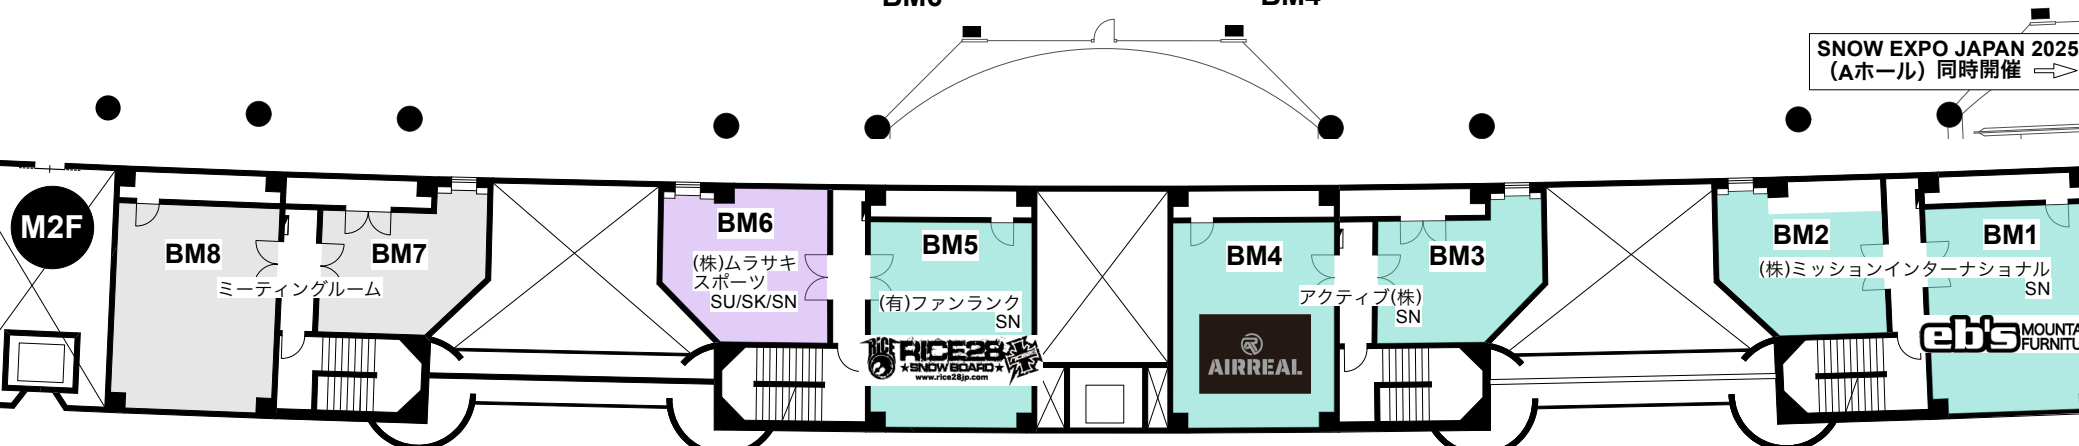 SNOW EXPO JAPAN 2025
（Aホール）同時開催
M2F
BM8
BM7
ミーティングルーム
BM6
(株)ムラサキ
スポーツ
SU/SK/SN
BM5
(有)ファンランク
SN
RICE
RICE28
★SNOWBOARD★
www.rice28jp.com
BM4
BM3
アクティブ(株)
SN
AIRREAL
BM2
BM1
(株)ミッションインターナショナル
SN
eb's